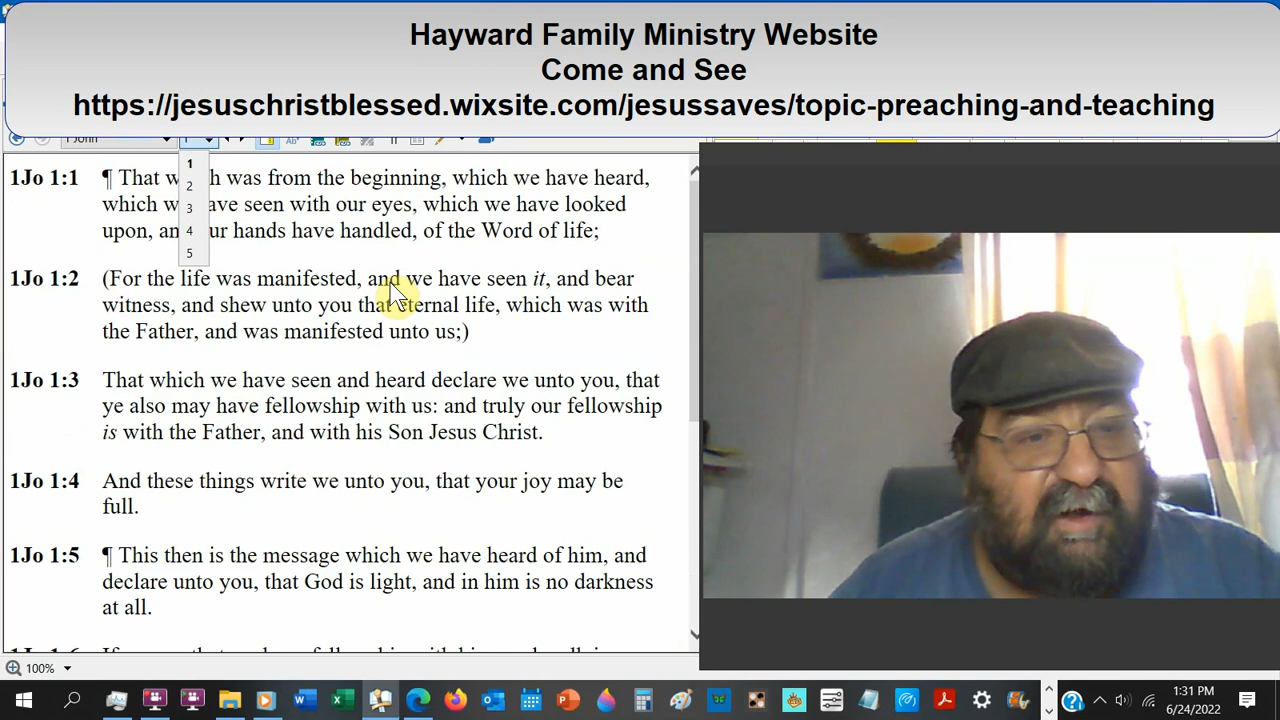 Hayward Family Ministry Website
Come and See
https://jesuschristblessed.wixsite.com/jesussaves/topic-preaching-and-teaching
1 John
1
1
2
3
4
5
1Jo 1:1 ¶ That was from the beginning, which we have heard,
which have seen with our eyes, which we have looked
upon, our hands have handled, of the Word of life;
1Jo 1:2 (For the life was manifested, and we have seen it, and bear
witness, and shew unto you that eternal life, which was with
the Father, and was manifested unto us;)
1Jo 1:3 That which we have seen and heard declare we unto you, that
ye also may have fellowship with us: and truly our fellowship
is with the Father, and with his Son Jesus Christ.
1Jo 1:4 And these things write we unto you, that your joy may be
full.
1Jo 1:5 ¶ This then is the message which we have heard of him, and
declare unto you, that God is light, and in him is no darkness
at all.
100%
1:31 PM
6/24/2022